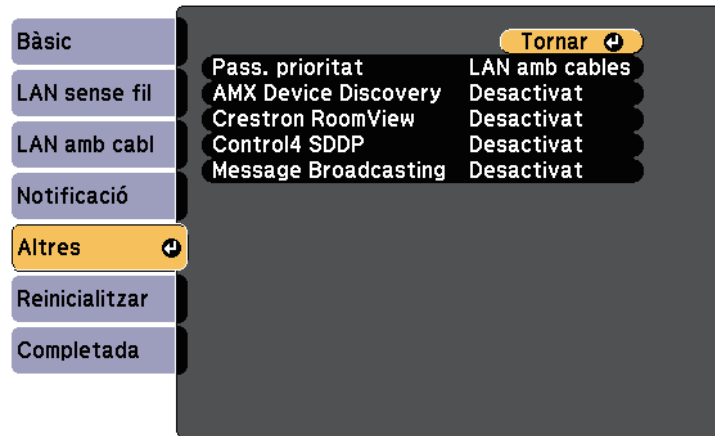 Bàsic
LAN sense fil
LAN amb cabl
Notificació
Altres
Reinicialitzar
Completada
Tornar
Pass. prioritat LAN amb cables
AMX Device Discovery Desactivat
Crestron RoomView Desactivat
Control4 SDDP Desactivat
Message Broadcasting Desactivat